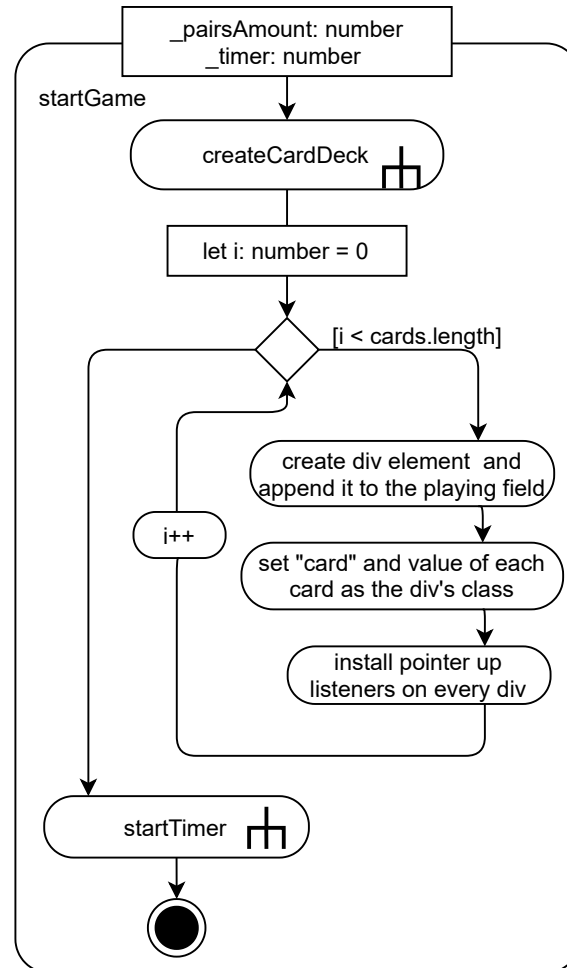 _pairsAmount: number
_timer: number
startGame
createCardDeck
let i: number = 0
[i < cards.length]
create div element  and
append it to the playing field
i++
set "card" and value of each
card as the div's class
install pointer up
listeners on every div
startTimer